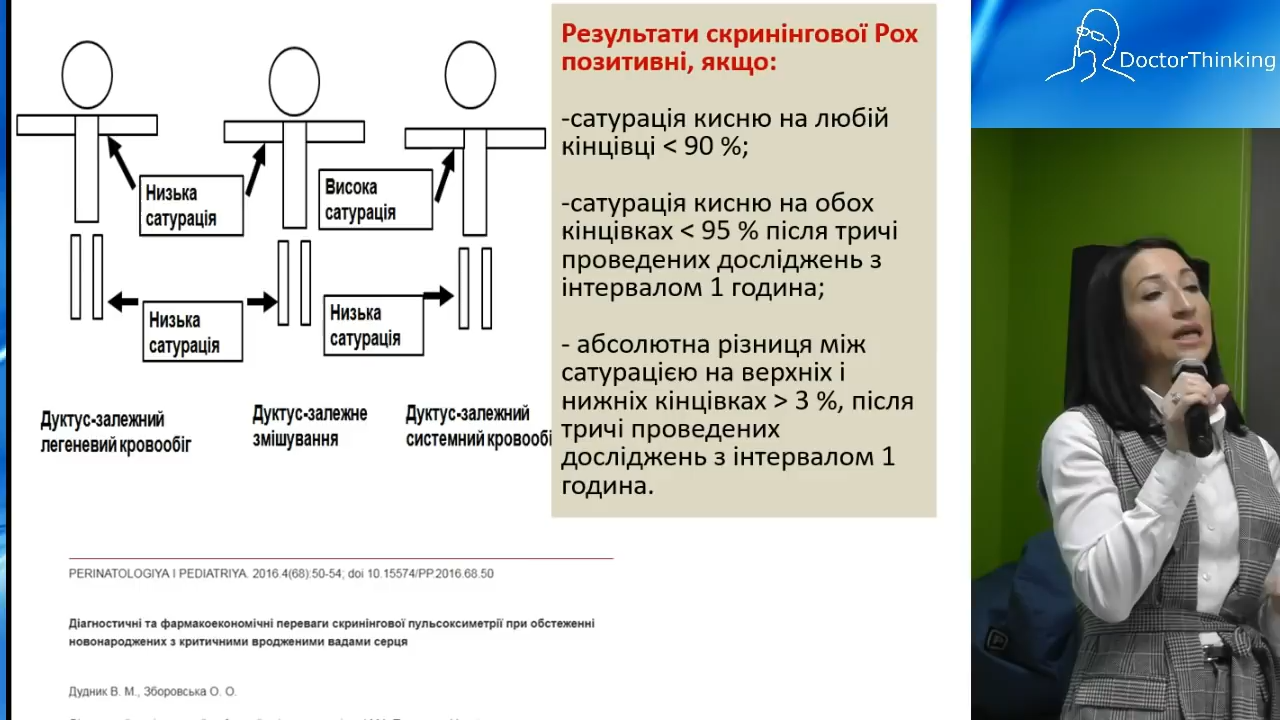 Результати скринінгової Pox
позитивні, якщо:
-сатурація кисню на любій
кінцівці < 90 %;
-сатурація кисню на обох
кінцівках < 95 % після тричі
проведених досліджень з
інтервалом 1 година;
- абсолютна різниця між
сатурацією на верхніх і
нижніх кінцівках > 3 %, після
тричі проведених
досліджень з інтервалом 1
година.
Низька
сатурація
Висока
сатурація
Низька
сатурація
Низька
сатурація
Дуктус-залежний
легеневий кровообіг
Дуктус-залежне
змішування
Дуктус-залежний
системний кровообі
PERINATOLOGIYA I PEDIATRIYA. 2016.4(68):50-54; doi 10.15574/PP.2016.68.50
Діагностичні та фармакоекономічні переваги скринінгової пульсоксиметрії при обстеженні
новонароджених з критичними вродженими вадами серця
Дудник В. М., Зборовська О. О.
DoctorThinking